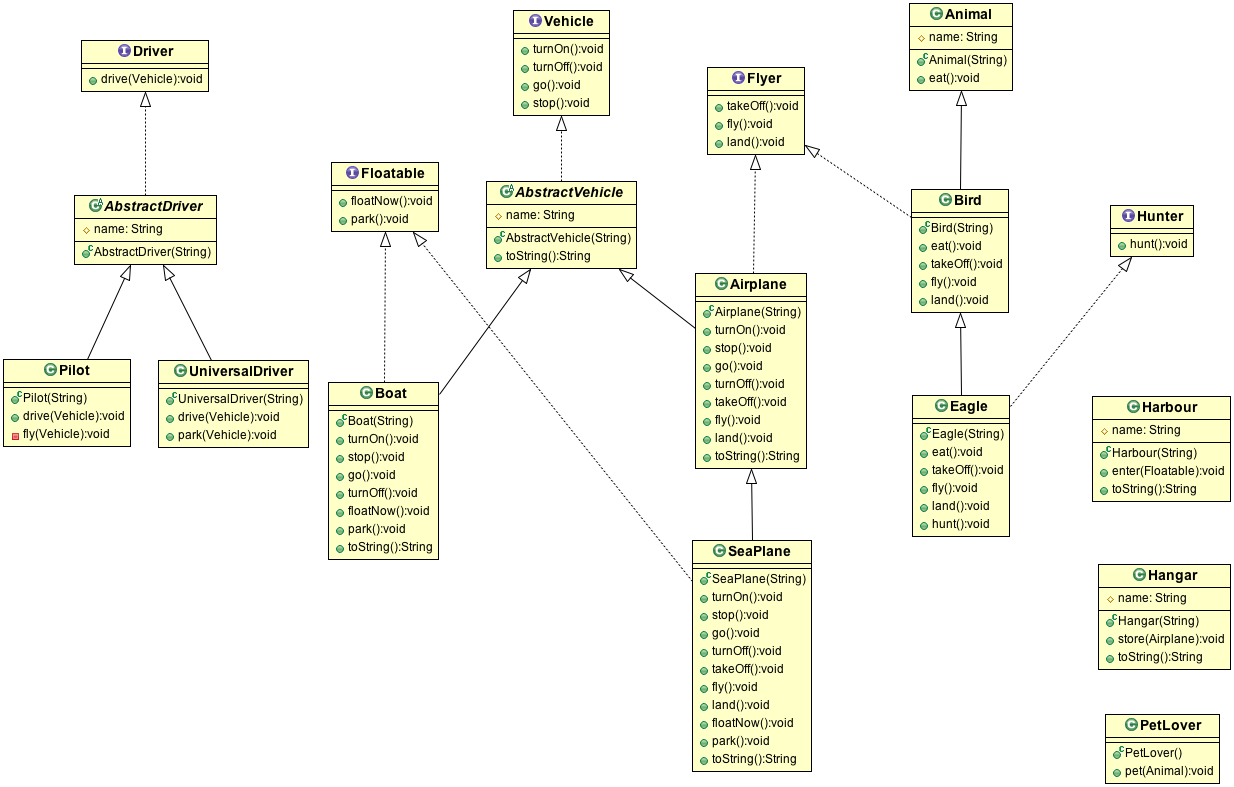 Driver
drive(Vehicle):void
Vehicle
turnOn():void
turnOff():void
go():void
stop():void
Flyer
takeOff():void
fly():void
land():void
Animal
name: String
Animal(String)
eat():void
Floatable
floatNow():void
park():void
AbstractDriver
name: String
AbstractDriver(String)
AbstractVehicle
name: String
AbstractVehicle(String)
toString():String
Bird
Bird(String)
eat():void
takeOff():void
fly():void
land():void
Hunter
hunt():void
Airplane
Airplane(String)
turnOn():void
stop():void
go():void
turnOff():void
takeOff():void
fly():void
land():void
toString():String
Pilot
Pilot(String)
drive(Vehicle):void
fly(Vehicle):void
UniversalDriver
UniversalDriver(String)
drive(Vehicle):void
park(Vehicle):void
Boat
Boat(String)
turnOn():void
stop():void
go():void
turnOff():void
floatNow():void
park():void
toString():String
Eagle
Eagle(String)
eat():void
takeOff():void
fly():void
land():void
hunt():void
Harbour
name: String
Harbour(String)
enter(Floatable):void
toString():String
SeaPlane
SeaPlane(String)
turnOn():void
stop():void
go():void
turnOff():void
takeOff():void
fly():void
land():void
floatNow():void
park():void
toString():String
Hangar
name: String
Hangar(String)
store(Airplane):void
toString():String
PetLover
PetLover()
pet(Animal):void